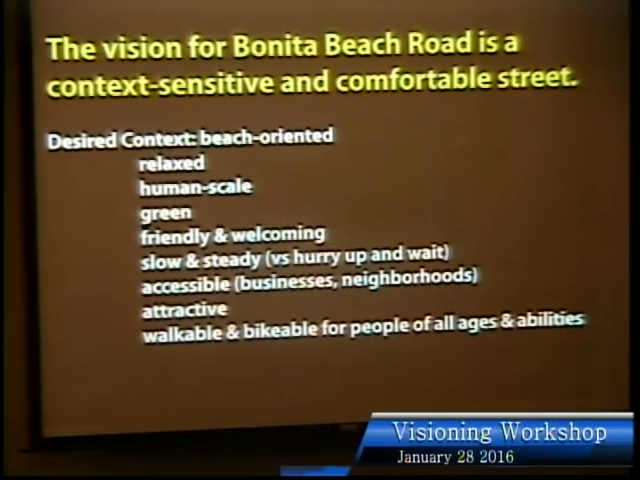 The vision for Bonita Beach Road is a
context-sensitive and comfortable street.
Desired Context: beach-oriented
relaxed
human-scale
green
friendly & welcoming
slow & steady (vs hurry up and wait)
accessible (businesses, neighborhoods)
attractive
walkable & bikeable for people of all ages & abilities
Visioning Workshop
January 28 2016